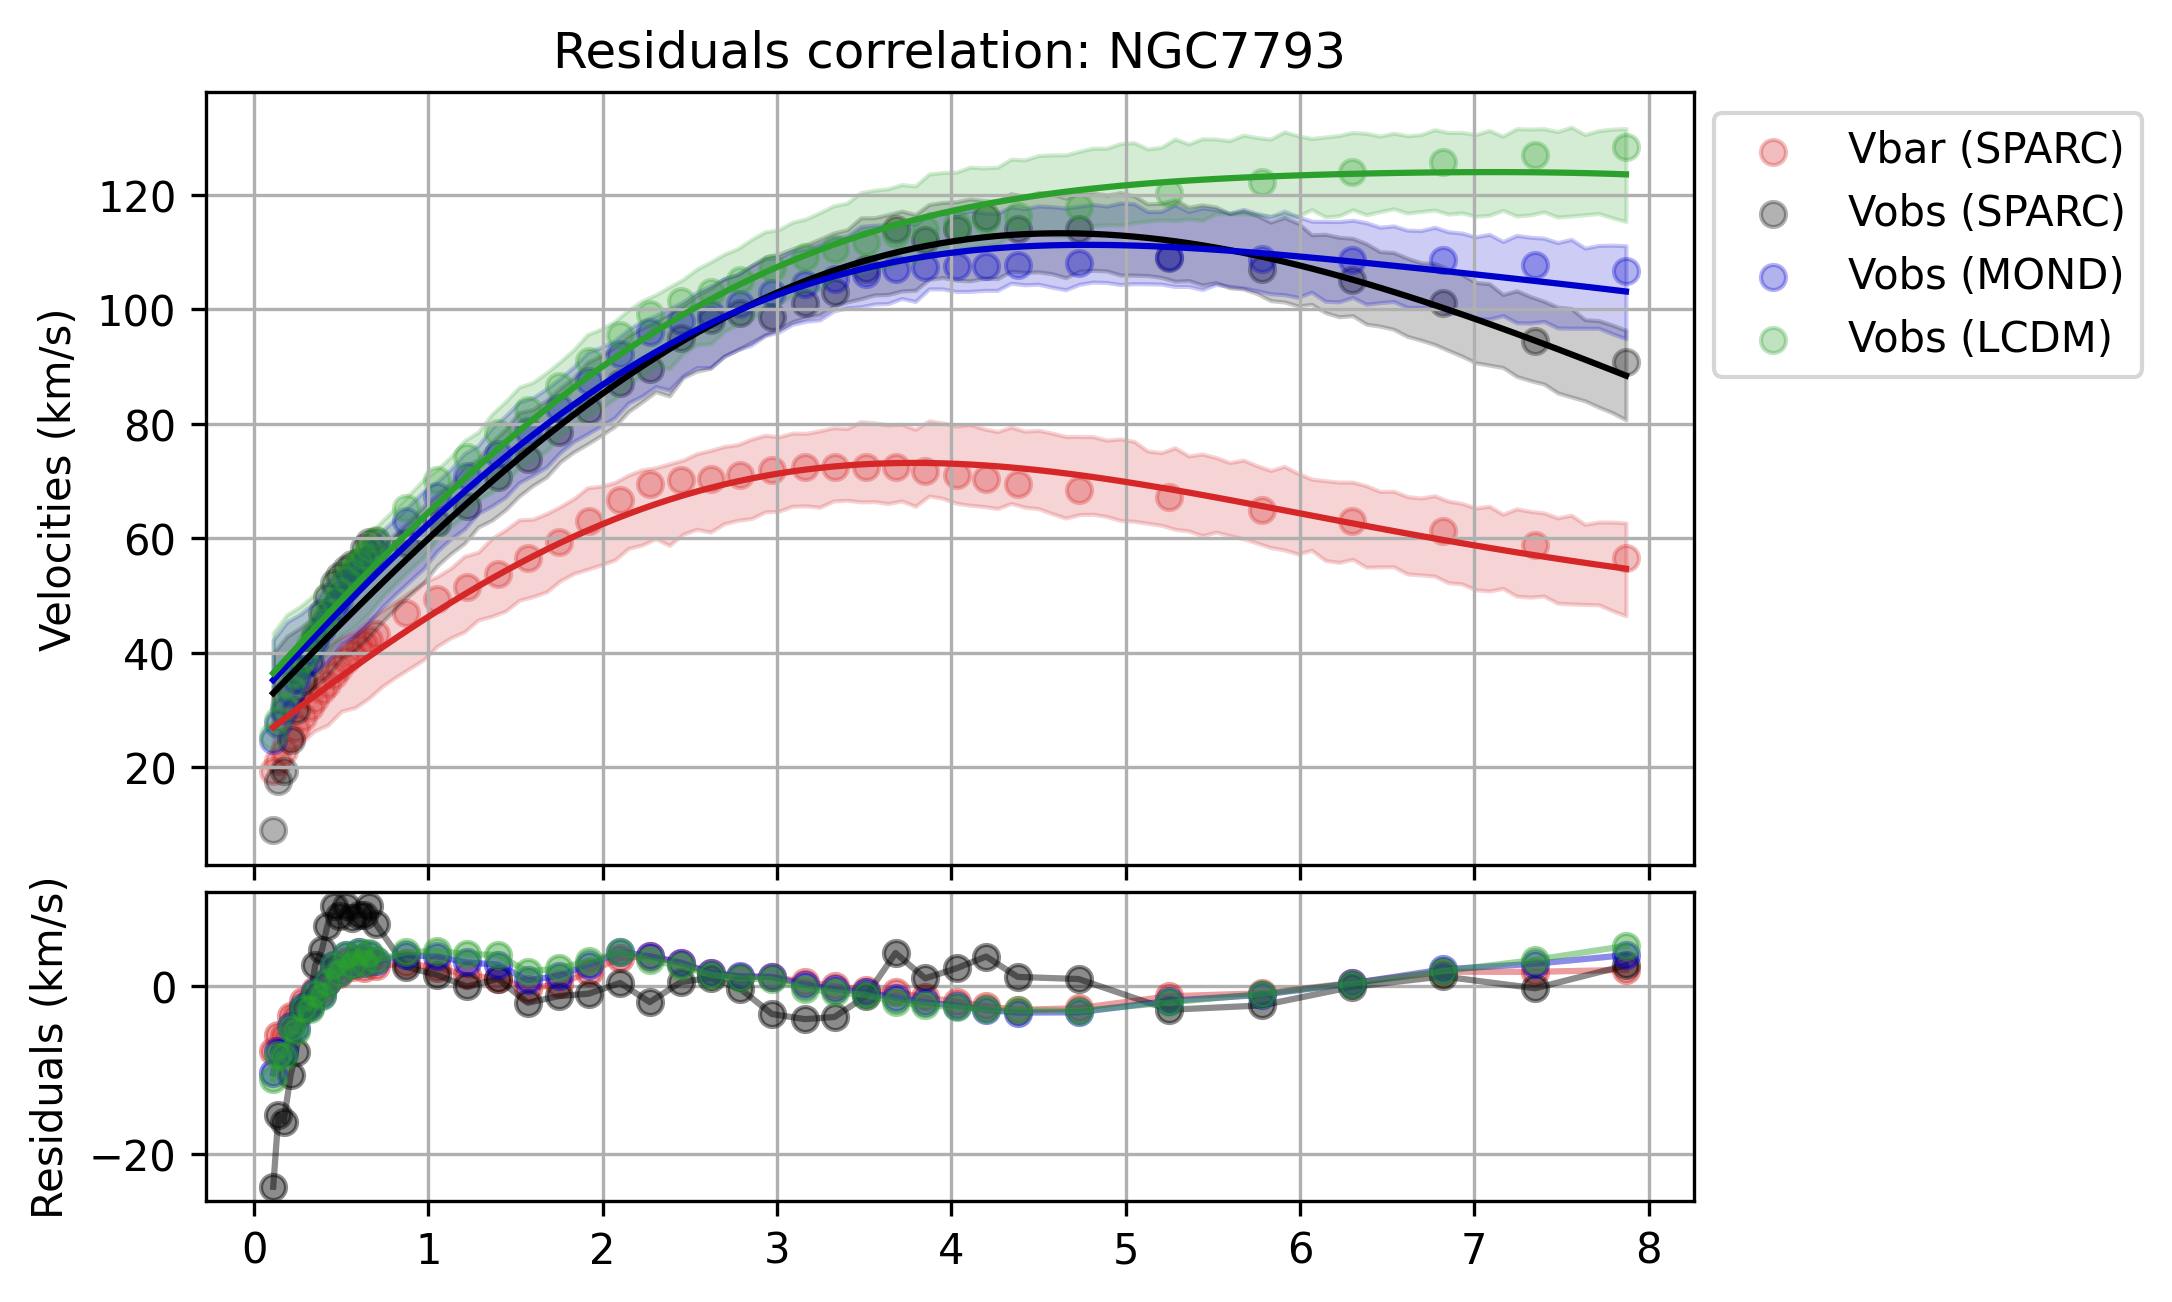 Residuals correlation: NGC7793
Velocities (km/s)
120
100
80
60
40
20
Vbar (SPARC)
Vobs (SPARC)
Vobs (MOND)
Vobs (LCDM)
Residuals (km/s)
0
−20
0 1 2 3 4 5 6 7 8